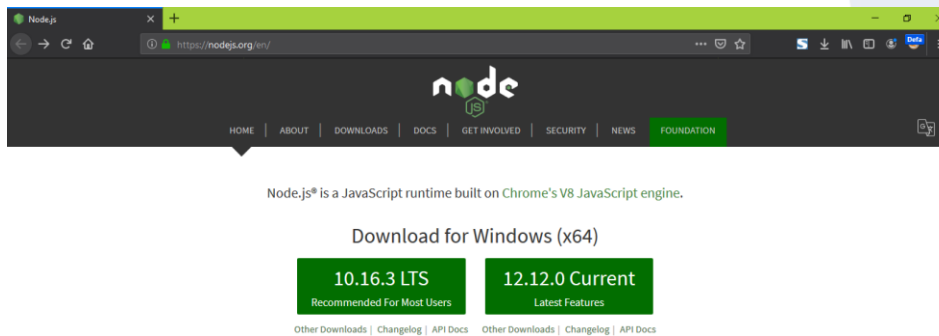 Node.js
https://nodejs.org/en/
Defa
node
JS
HOME | ABOUT | DOWNLOADS | DOCS | GET INVOLVED | SECURITY | NEWS | FOUNDATION
Node.js® is a JavaScript runtime built on Chrome's V8 JavaScript engine.
Download for Windows (x64)
10.16.3 LTS
Recommended For Most Users
12.12.0 Current
Latest Features
Other Downloads | Changelog | API Docs
Other Downloads | Changelog | API Docs